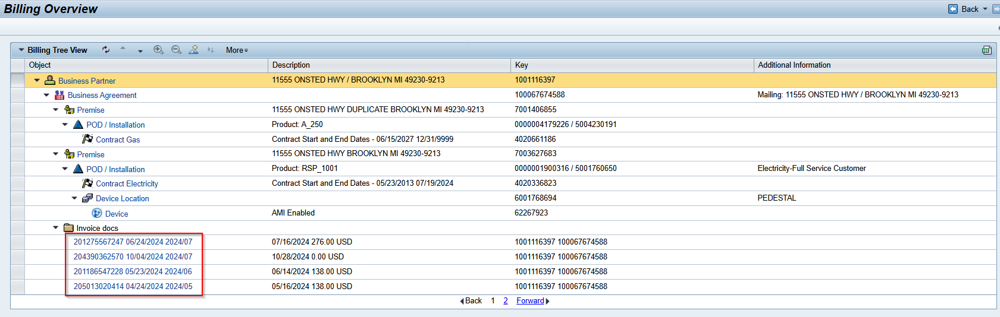 Billing Overview
Back
Billing Tree View More
Object Description Key Additional Information
Business Partner 11555 ONSTED HWY / BROOKLYN MI 49230-9213 1001116397
Business Agreement 100067674588 Mailing: 11555 ONSTED HWY / BROOKLYN MI 49230-9213
Premise 11555 ONSTED HWY DUPLICATE BROOKLYN MI 49230-9213 7001406855
POD / Installation Product: A_250 0000004179226 / 5004230191
Contract Gas Contract Start and End Dates - 06/15/2027 12/31/9999 4020661186
Premise 11555 ONSTED HWY BROOKLYN MI 49230-9213 7003627683
POD / Installation Product: RSP_1001 0000001900316 / 5001760650 Electricity-Full Service Customer
Contract Electricity Contract Start and End Dates - 05/23/2013 07/19/2024 4020336823
Device Location 6001768694 PEDESTAL
Device AMI Enabled 62267923
Invoice docs
201275567247 06/24/2024 2024/07 07/16/2024 276.00 USD 1001116397 100067674588
204390362570 10/04/2024 2024/07 10/28/2024 0.00 USD 1001116397 100067674588
201186547228 05/23/2024 2024/06 06/14/2024 138.00 USD 1001116397 100067674588
205013020414 04/24/2024 2024/05 05/16/2024 138.00 USD 1001116397 100067674588
Back 1 2 Forward